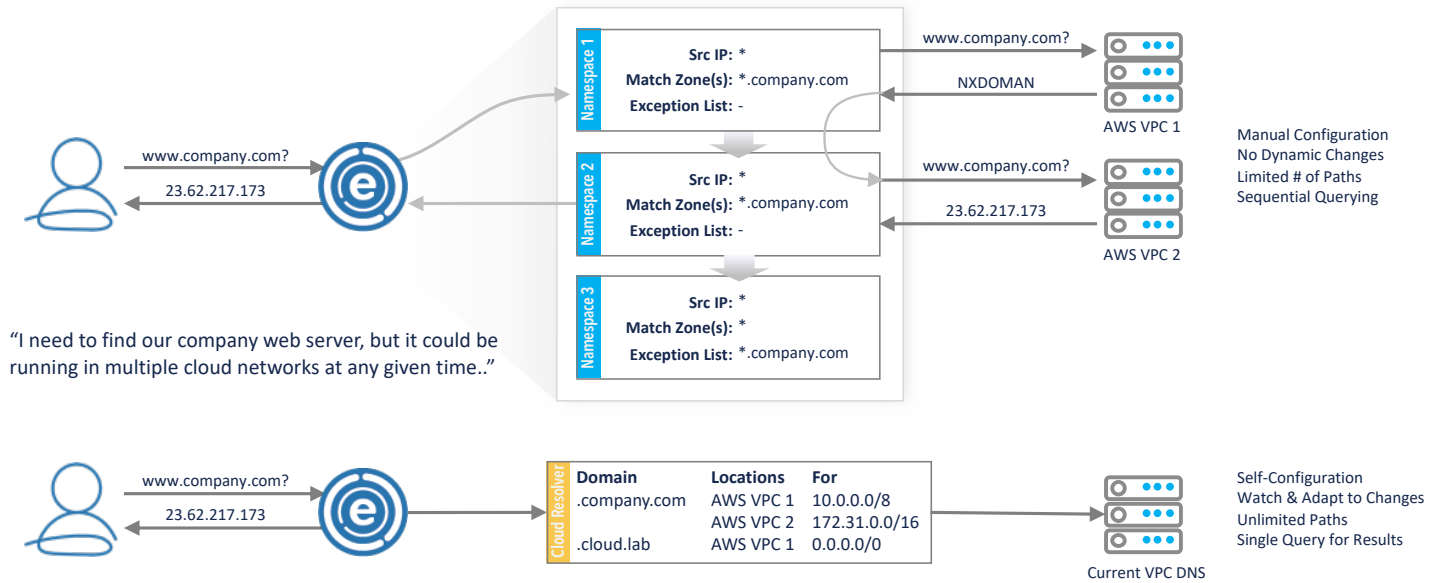 www.company.com?
23.62.217.173
e
Namespace 1
Src IP: *
Match Zone(s): *.company.com
Exception List: -
www.company.com?
NXDOMAN
AWS VPC 1
Namespace 2
Src IP: *
Match Zone(s): *.company.com
Exception List: -
www.company.com?
23.62.217.173
AWS VPC 2
Namespace 3
Src IP: *
Match Zone(s): *
Exception List: *.company.com
Manual Configuration
No Dynamic Changes
Limited # of Paths
Sequential Querying
“I need to find our company web server, but it could be
running in multiple cloud networks at any given time..”
www.company.com?
23.62.217.173
e
Cloud Resolver
Domain Locations For
.company.com AWS VPC 1 10.0.0.0/8
AWS VPC 2 172.31.0.0/16
.cloud.lab AWS VPC 1 0.0.0.0/0
Current VPC DNS
Self-Configuration
Watch & Adapt to Changes
Unlimited Paths
Single Query for Results